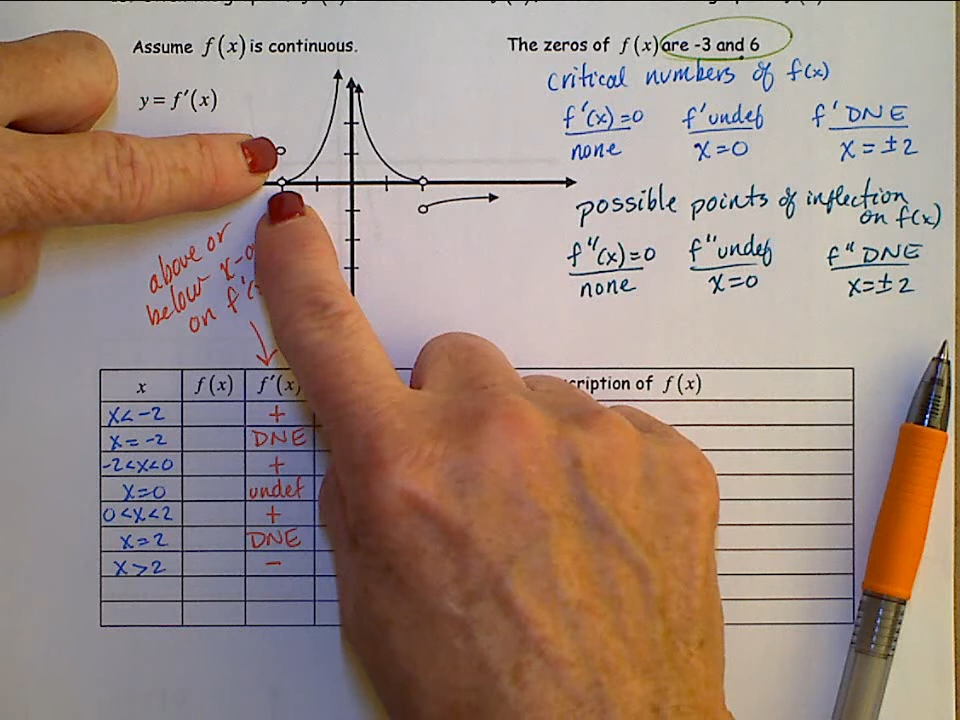 Assume f(x) is continuous.
The zeros of f(x) are -3 and 6
critical numbers of f(x)
y = f'(x)
f'(x)=0 f' undef f' DNE
none x=0 x=±2
possible points of inflection
on f(x)
f"(x)=0 f" undef f" DNE
none x=0 x=±2
above or
below x-
on f'(
x f(x) f'(x) of f(x)
x<-2 +
x=-2 DNE
-2<x<0 +
x=0 undef
0<x<2 +
x=2 DNE
x>2 -